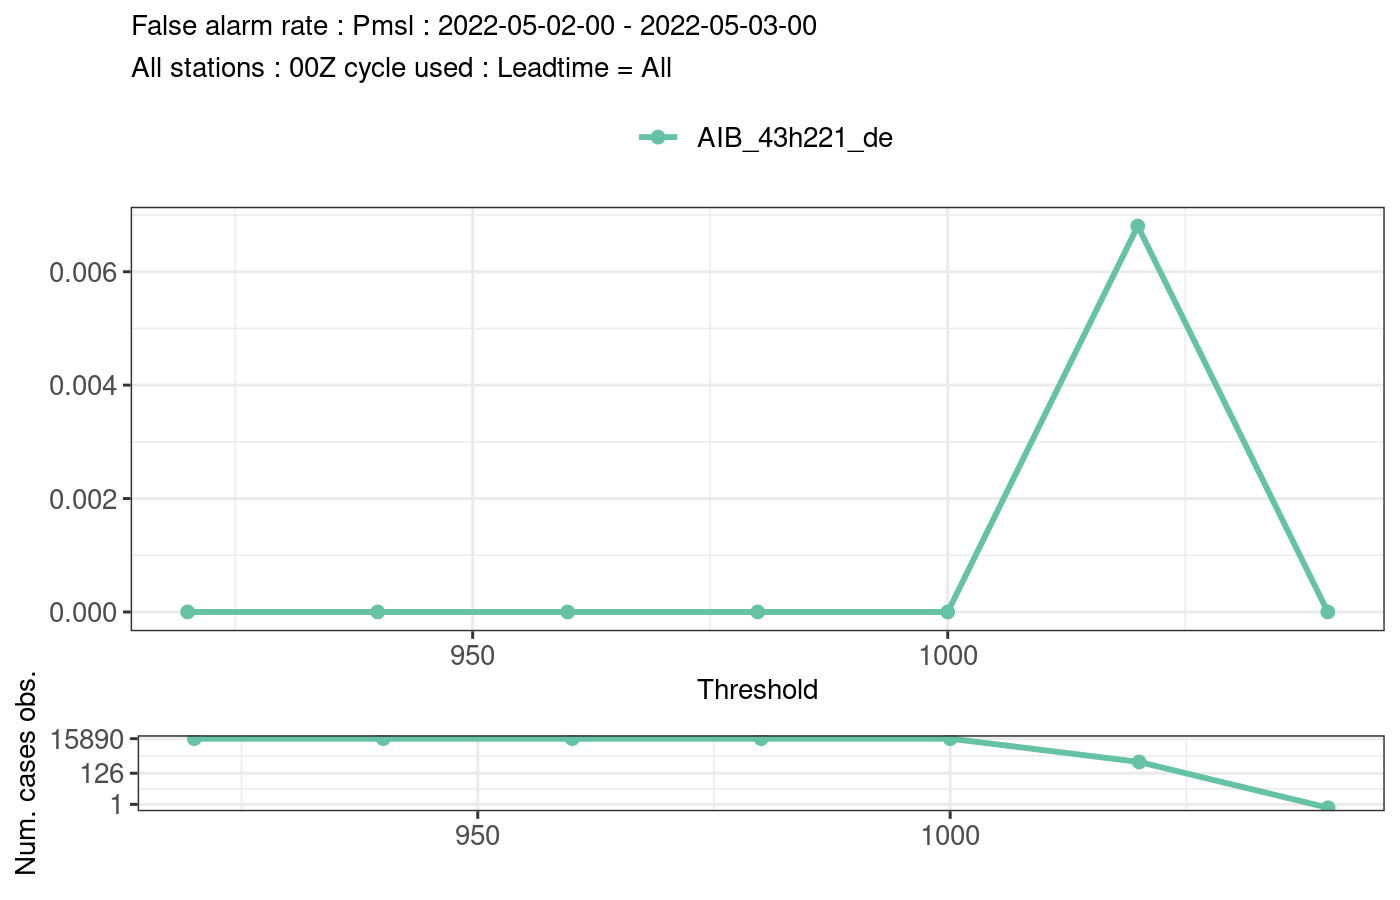 False alarm rate : Pmsl : 2022-05-02-00 - 2022-05-03-00
All stations : 00Z cycle used : Leadtime = All
AIB_43h221_de
0.006
0.004
0.002
0.000
950 1000
Threshold
Num. cases obs.
15890
126
1
950 1000